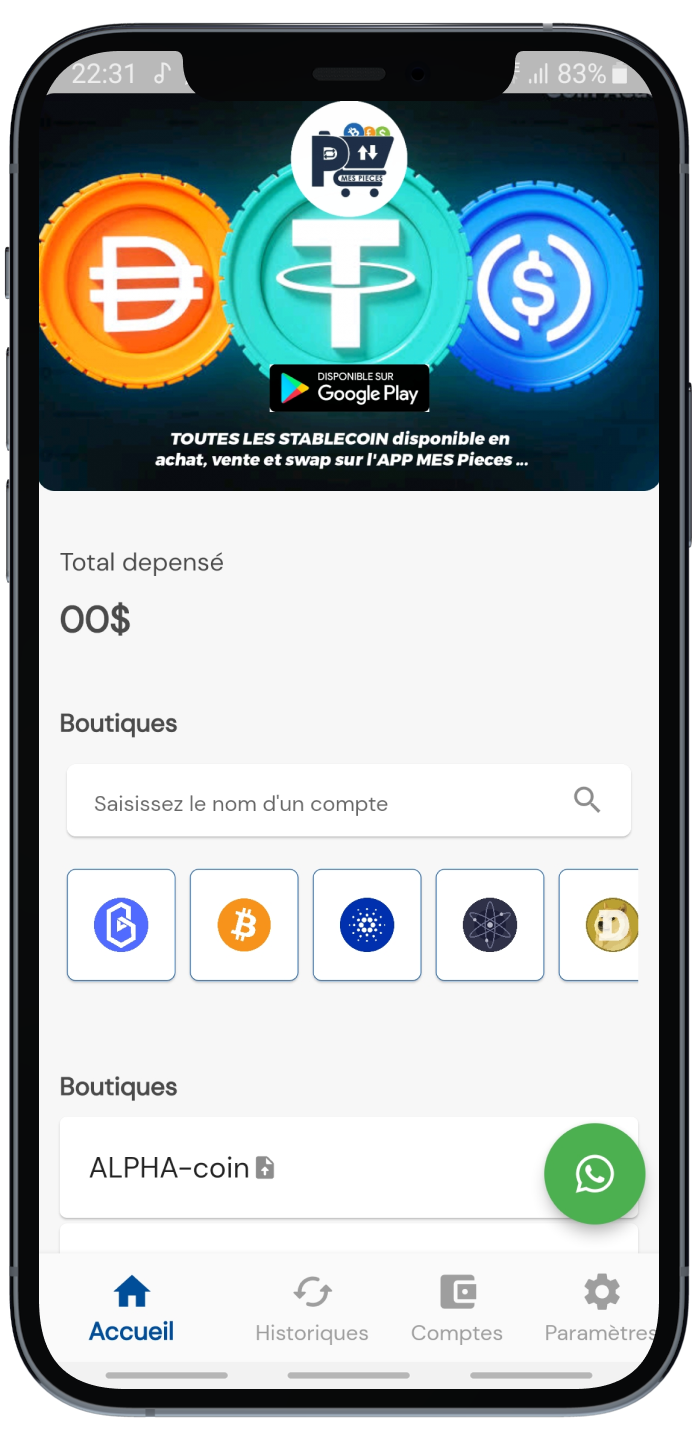 22:31
83%
MES PIECES
DISPONIBLE SUR
Google Play
TOUTES LES STABLECOIN disponible en
achat, vente et swap sur l'APP MES Pieces ...
Total depensé
00$
Boutiques
Saisissez le nom d'un compte
Boutiques
ALPHA-coin
Accueil
Historiques
Comptes
Paramètres